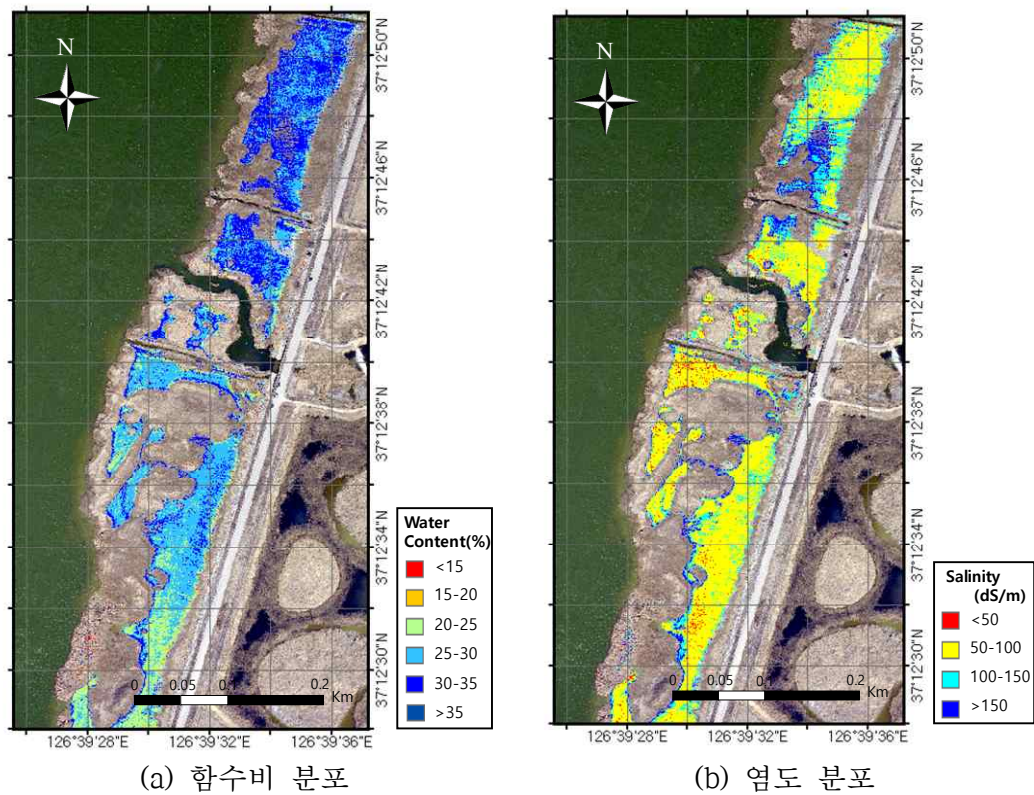 N
37°12'50"N
37°12'46"N
37°12'42"N
37°12'38"N
37°12'34"N
37°12'30"N
126°39'28"E
126°39'32"E
126°39'36"E
0 0.05 0.1 0.2
Km
Water
Content(%)
<15
15-20
20-25
25-30
30-35
>35
(a) 함수비 분포
N
37°12'50"N
37°12'46"N
37°12'42"N
37°12'38"N
37°12'34"N
37°12'30"N
126°39'28"E
126°39'32"E
126°39'36"E
0 0.05 0.1 0.2
Km
Salinity
(dS/m)
<50
50-100
100-150
>150
(b) 염도 분포